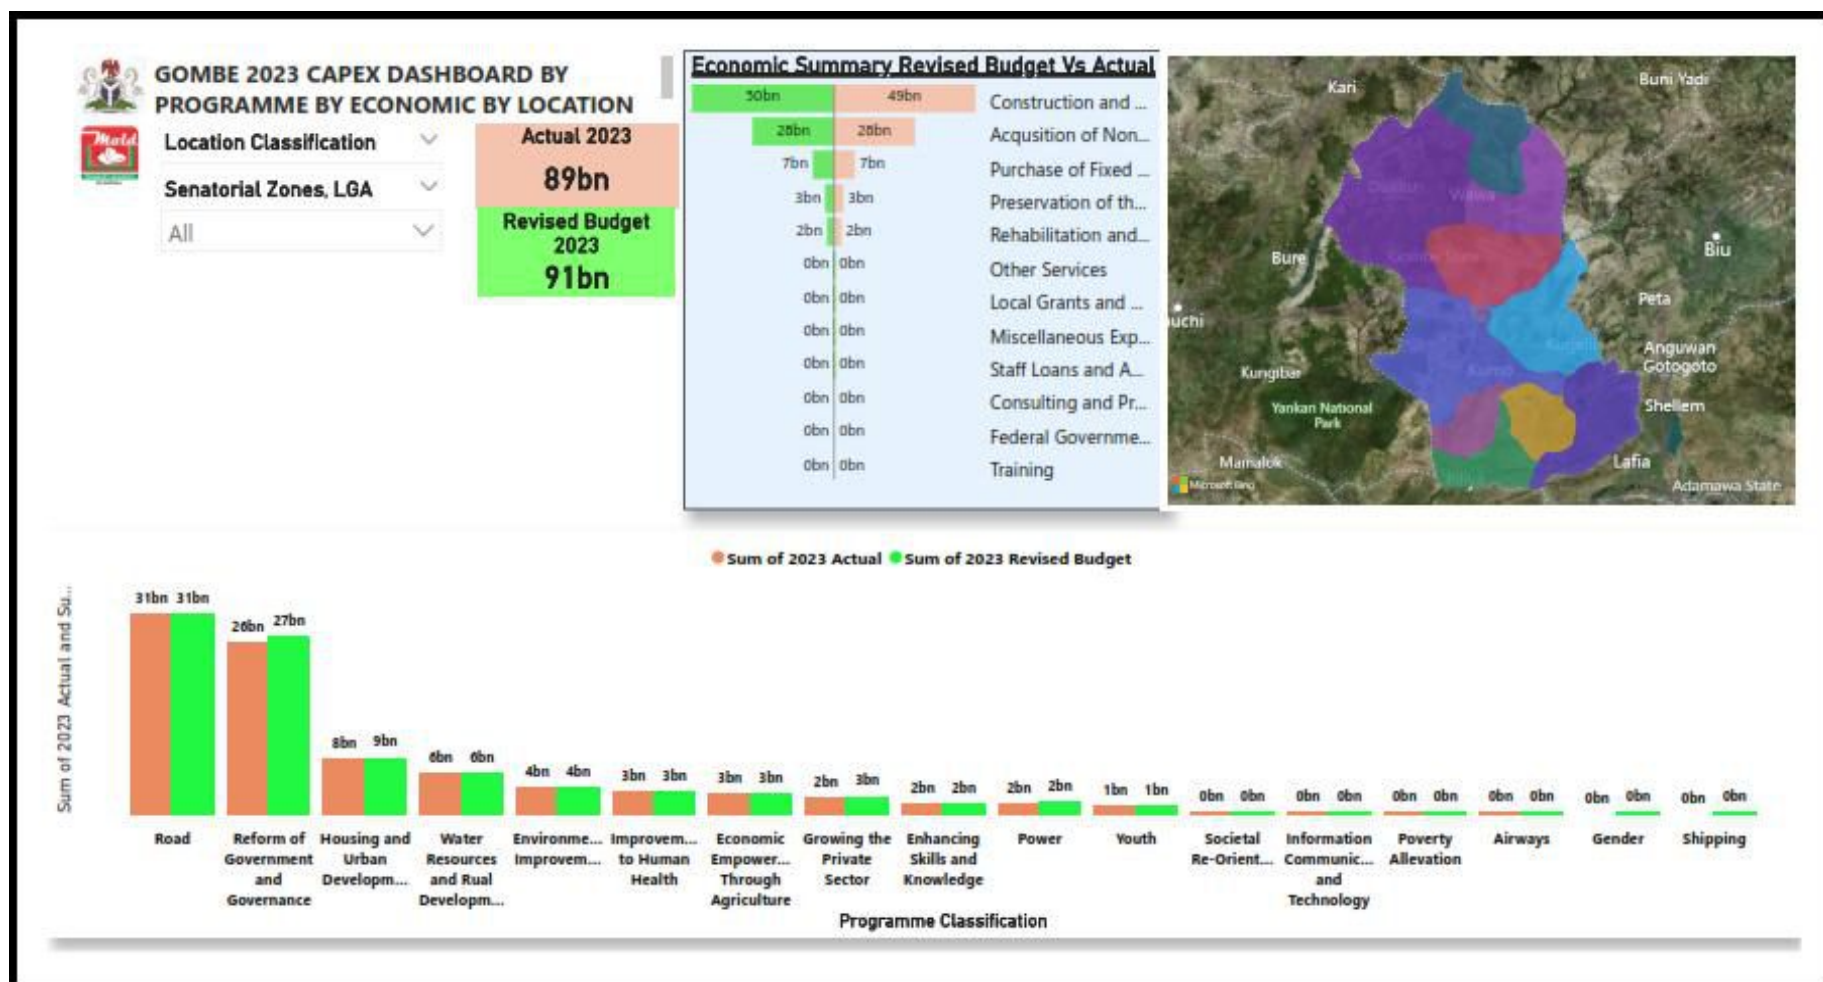 GOMBE 2023 CAPEX DASHBOARD BY
PROGRAMME BY ECONOMIC BY LOCATION
Location Classification
Senatorial Zones, LGA
All
Actual 2023
89bn
Revised Budget
2023
91bn
Economic Summary Revised Budget Vs Actual
50bn 49bn Construction and ...
28bn 28bn Acqusition of Non...
7bn 7bn Purchase of Fixed ...
3bn 3bn Preservation of th...
2bn 2bn Rehabilitation and...
0bn 0bn Other Services
0bn 0bn Local Grants and ...
0bn 0bn Miscellaneous Exp...
0bn 0bn Staff Loans and A...
0bn 0bn Consulting and Pr...
0bn 0bn Federal Governme...
0bn 0bn Training
Kari
Buni Yadi
Bure
Biu
Peta
uchi
Anguwan
Gotogoto
Kungibar
Yankan National
Park
Shellem
Mamalok
Lafia
Microsoft Bing
Adamawa State
Sum of 2023 Actual Sum of 2023 Revised Budget
Sum of 2023 Actual and Su...
31bn 31bn
26bn 27bn
8bn 9bn
6bn 6bn
4bn 4bn
3bn 3bn
3bn 3bn
2bn 3bn
2bn 2bn
2bn 2bn
1bn 1bn
0bn 0bn
0bn 0bn
0bn 0bn
0bn 0bn
0bn 0bn
0bn 0bn
Road
Reform of
Government
and
Governance
Housing and
Urban
Developm...
Water
Resources
and Rual
Developm...
Environme...
Improvem...
Improvem...
to Human
Health
Economic
Empower...
Through
Agriculture
Growing the
Private
Sector
Enhancing
Skills and
Knowledge
Power
Youth
Societal
Re-Orient...
Information
Communic...
and
Technology
Poverty
Allevation
Airways
Gender
Shipping
Programme Classification